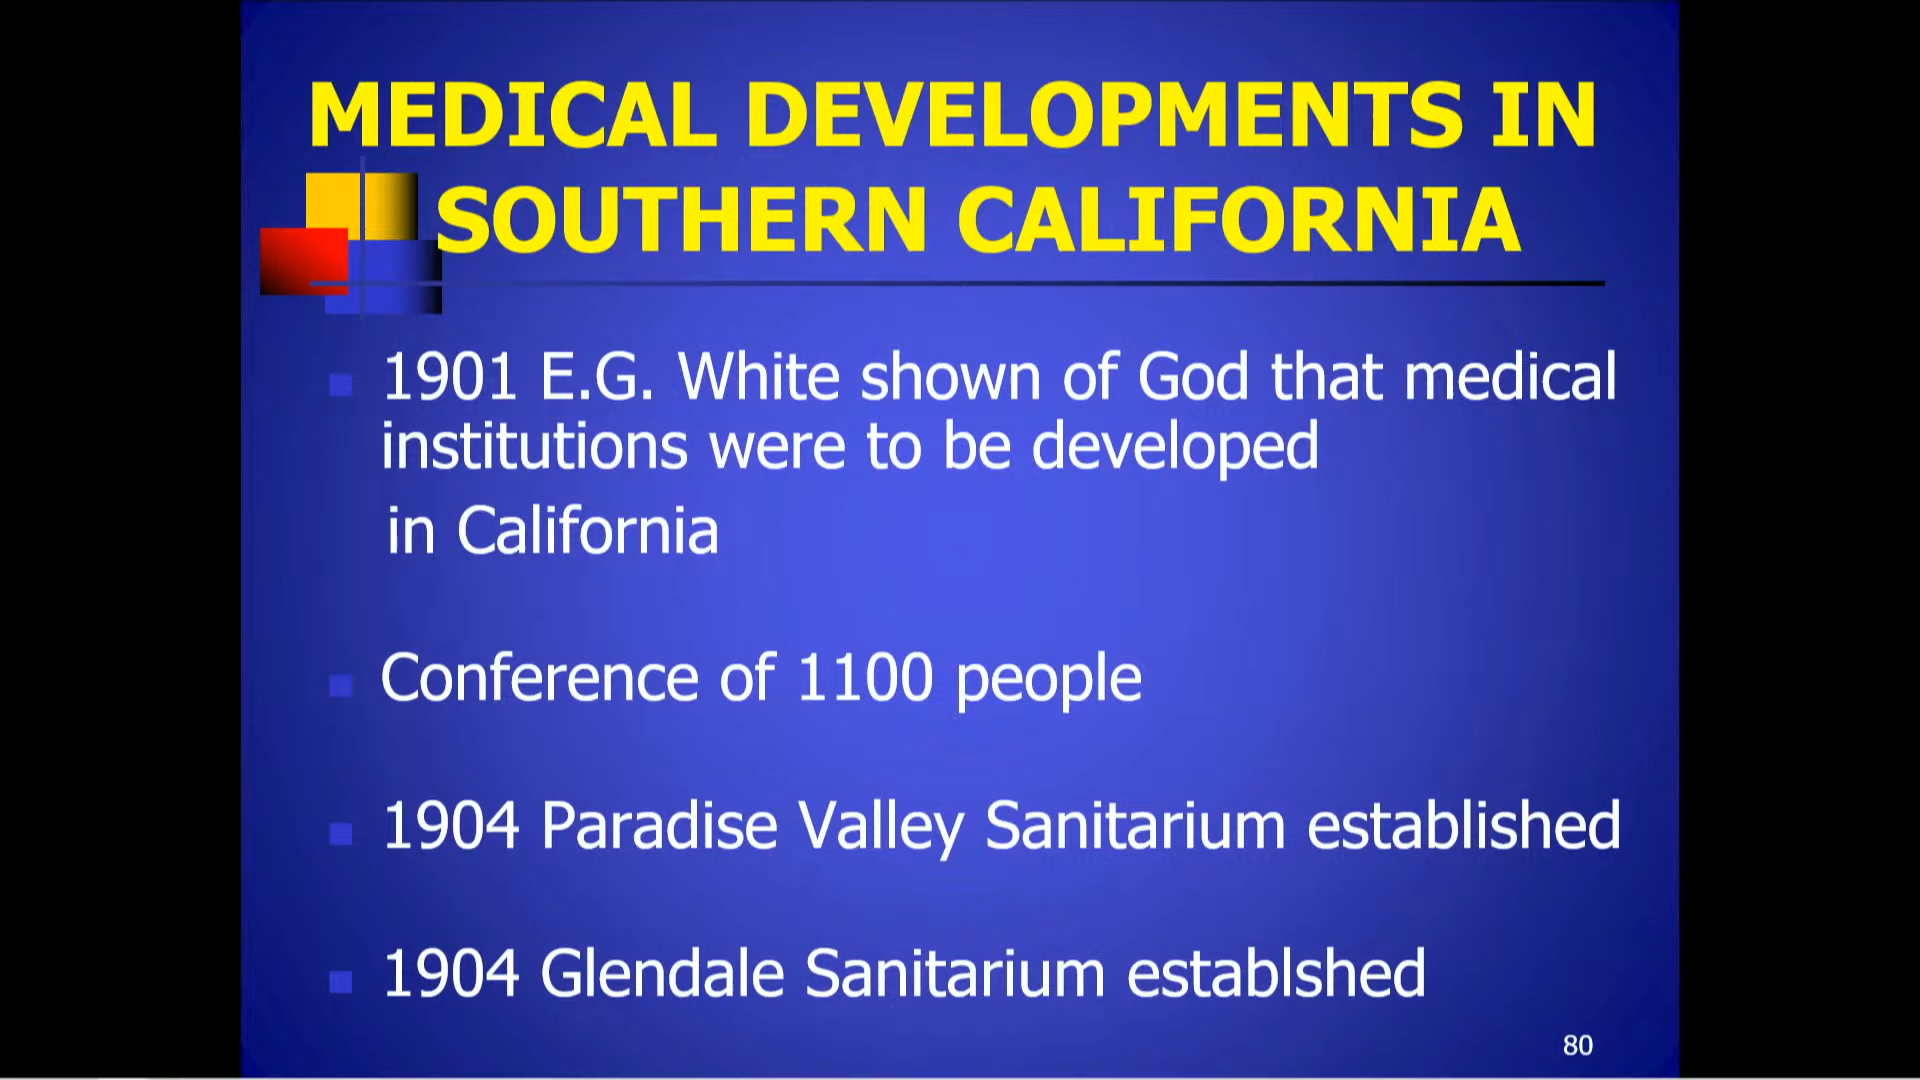 MEDICAL DEVELOPMENTS IN
SOUTHERN CALIFORNIA
1901 E.G. White shown of God that medical
institutions were to be developed
in California
Conference of 1100 people
1904 Paradise Valley Sanitarium established
1904 Glendale Sanitarium establshed
80